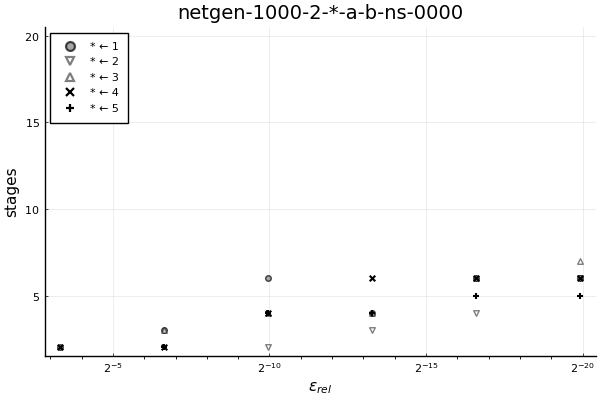 netgen-1000-2-*-a-b-ns-0000
* ← 1
* ← 2
* ← 3
* ← 4
* ← 5
20
15
10
5
stages
2⁻⁵ 2⁻¹⁰ 2⁻¹⁵ 2⁻²⁰
ε_rel